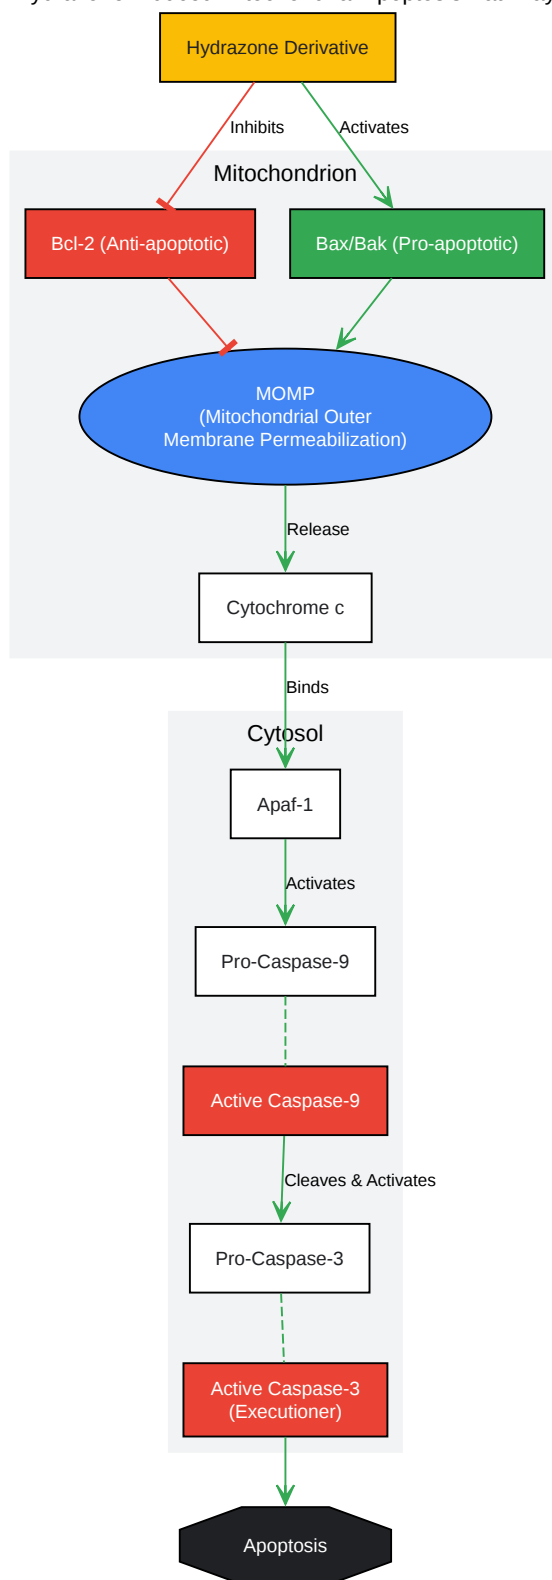 Hydrazone Derivative
Inhibits
Activates
Mitochondrion
Bcl-2 (Anti-apoptotic)
Bax/Bak (Pro-apoptotic)
MOMP
(Mitochondrial Outer
Membrane Permeabilization)
Release
Cytochrome c
Binds
Cytosol
Apaf-1
Activates
Pro-Caspase-9
Active Caspase-9
Cleaves & Activates
Pro-Caspase-3
Active Caspase-3
(Executioner)
Apoptosis